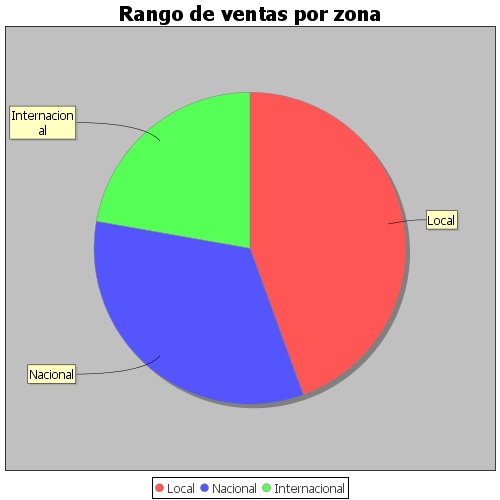 Rango de ventas por zona
Internacion
al
Local
Nacional
Local Nacional Internacional